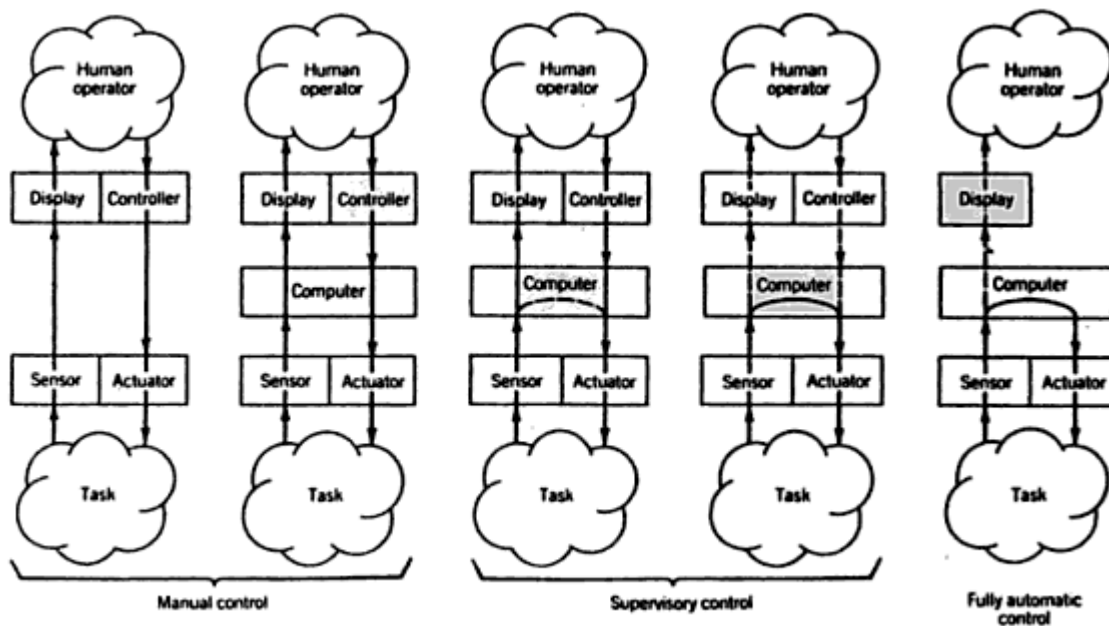 Human Human Human Human Human
operator operator operator operator operator
Display Controller Display Controller Display Controller Display Controller Display
Computer Computer Computer Computer
Sensor Actuator Sensor Actuator Sensor Actuator Sensor Actuator Sensor Actuator
Task Task Task Task Task
Manual control Supervisory control Fully automatic
control